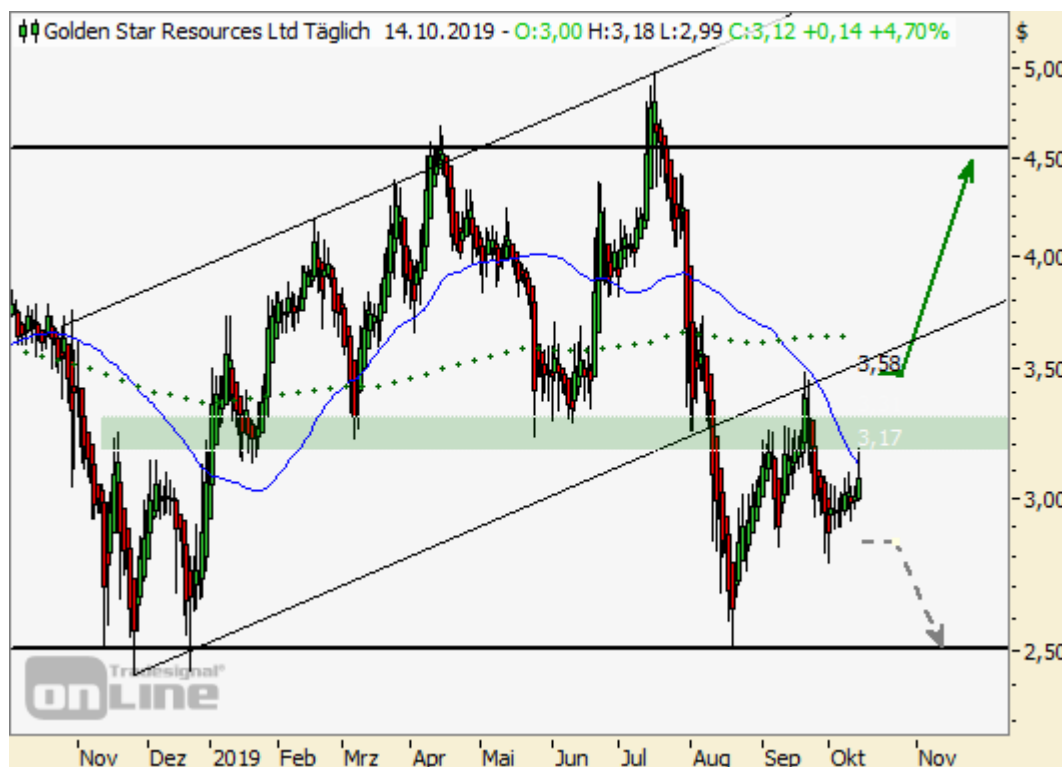 Golden Star Resources Ltd Täglich 14.10.2019 - O:3,00 H:3,18 L:2,99 C:3,12 +0,14 +4,70%
$
5,00
4,50
4,00
3,50
3,58
3,17
3,00
2,50
Tradesignal®
onLine
Nov Dez 2019 Feb Mrz Apr Mai Jun Jul Aug Sep Okt Nov